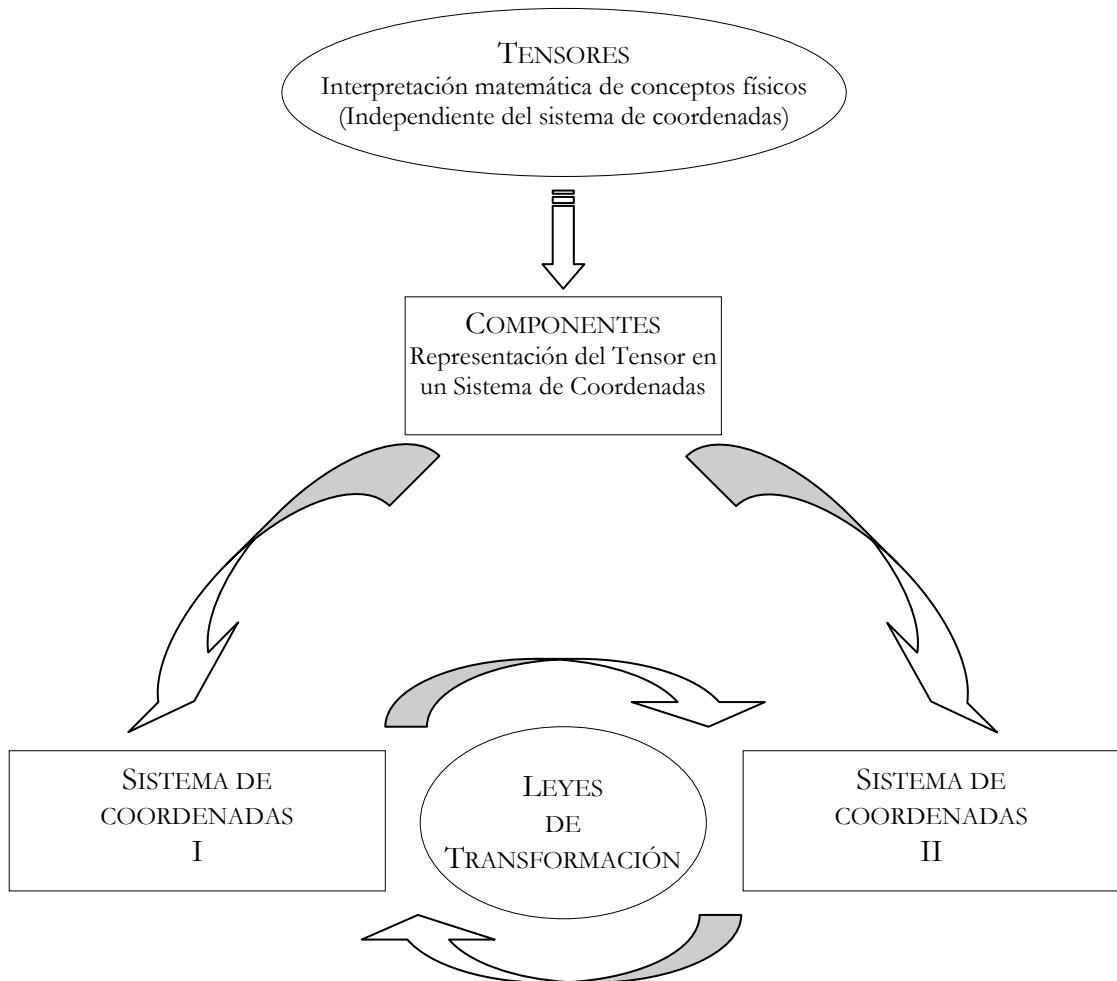 TENSORES
Interpretación matemática de conceptos físicos
(Independiente del sistema de coordenadas)
COMPONENTES
Representación del Tensor en
un Sistema de Coordenadas
SISTEMA DE
COORDENADAS
I
LEYES
DE
TRANSFORMACIÓN
SISTEMA DE
COORDENADAS
II